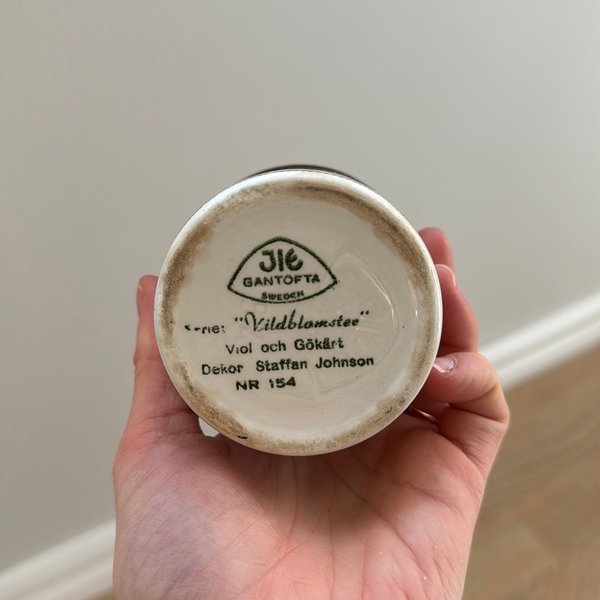 JIE
GANTOFTA
SWEDEN
"Vildblomster"
Viol och Gökärt
Dekor Staffan Johnson
NR 154